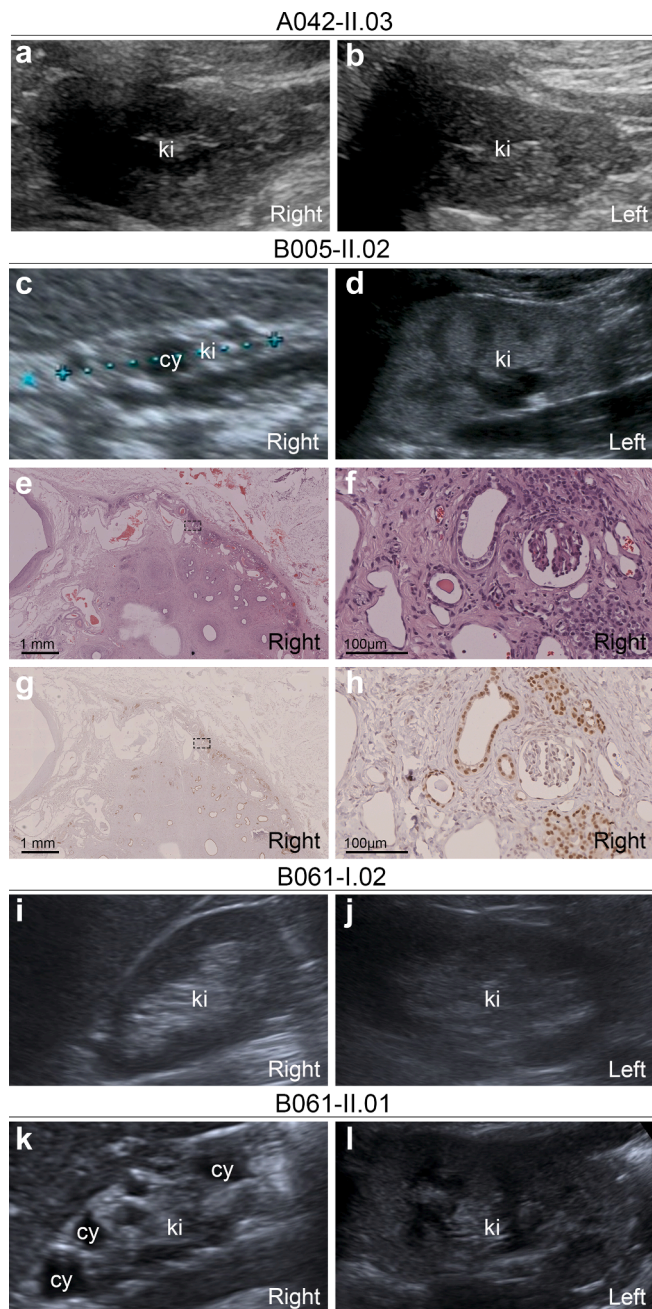 A042-II.03
a
b
ki
ki
Right
Left
B005-II.02
c
d
cy
ki
ki
Right
Left
e
f
1 mm
Right
100µm
Right
g
h
1 mm
Right
100µm
Right
B061-I.02
i
j
ki
ki
Right
Left
B061-II.01
k
l
cy
cy
ki
ki
cy
Right
Left